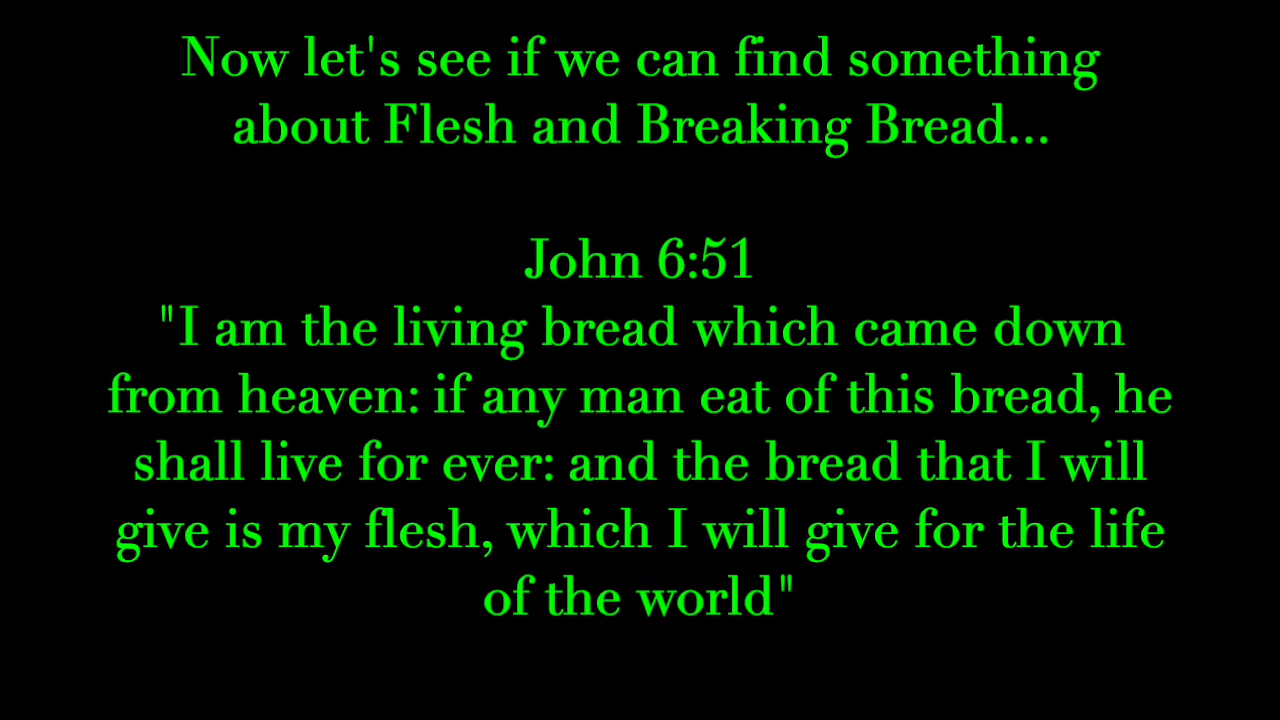 Now let's see if we can find something
about Flesh and Breaking Bread...
John 6:51
"I am the living bread which came down
from heaven: if any man eat of this bread, he
shall live for ever: and the bread that I will
give is my flesh, which I will give for the life
of the world"